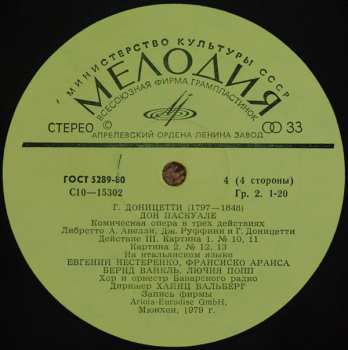 МИНИСТЕРСТВО КУЛЬТУРЫ СССР
МЕЛОДИЯ
ВСЕСОЮЗНАЯ ФИРМА ГРАМПЛАСТИНОК
СТЕРЕО
33
АПРЕЛЕВСКИЙ ОРДЕНА ЛЕНИНА ЗАВОД
ГОСТ 5289-80
4 (4 стороны)
С10—15302
Гр. 2. 1-20
Г. ДОНИЦЕТТИ (1797—1848)
ДОН ПАСКУАЛЕ
Комическая опера в трех действиях
Либретто А. Анелли, Дж. Руффини и Г. Доницетти
Действие III. Картина 1. № 10, 11
Картина 2. № 12, 13
На итальянском языке
ЕВГЕНИЙ НЕСТЕРЕНКО, ФРАНСИСКО АРАИСА
БЕРНД ВАЙКЛЬ, ЛЮЧИЯ ПОПП
Хор и оркестр Баварского радио
Дирижер ХАЙНЦ ВАЛЬБЕРГ
Запись фирмы
Ariola-Eurodisc GmbH,
Мюнхен, 1979 г.